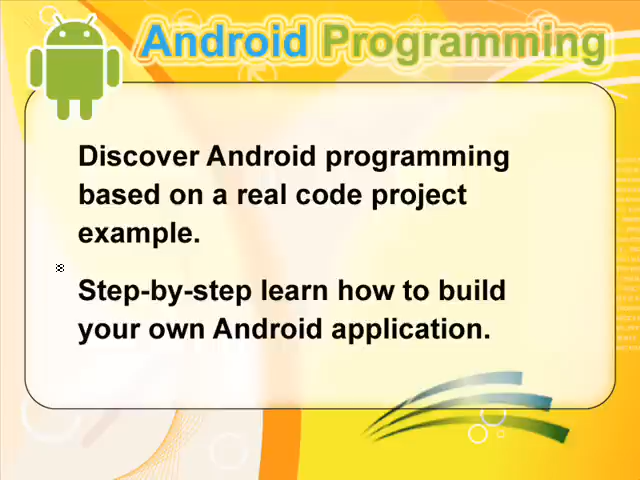 Android Programming
Discover Android programming
based on a real code project
example.
Step-by-step learn how to build
your own Android application.